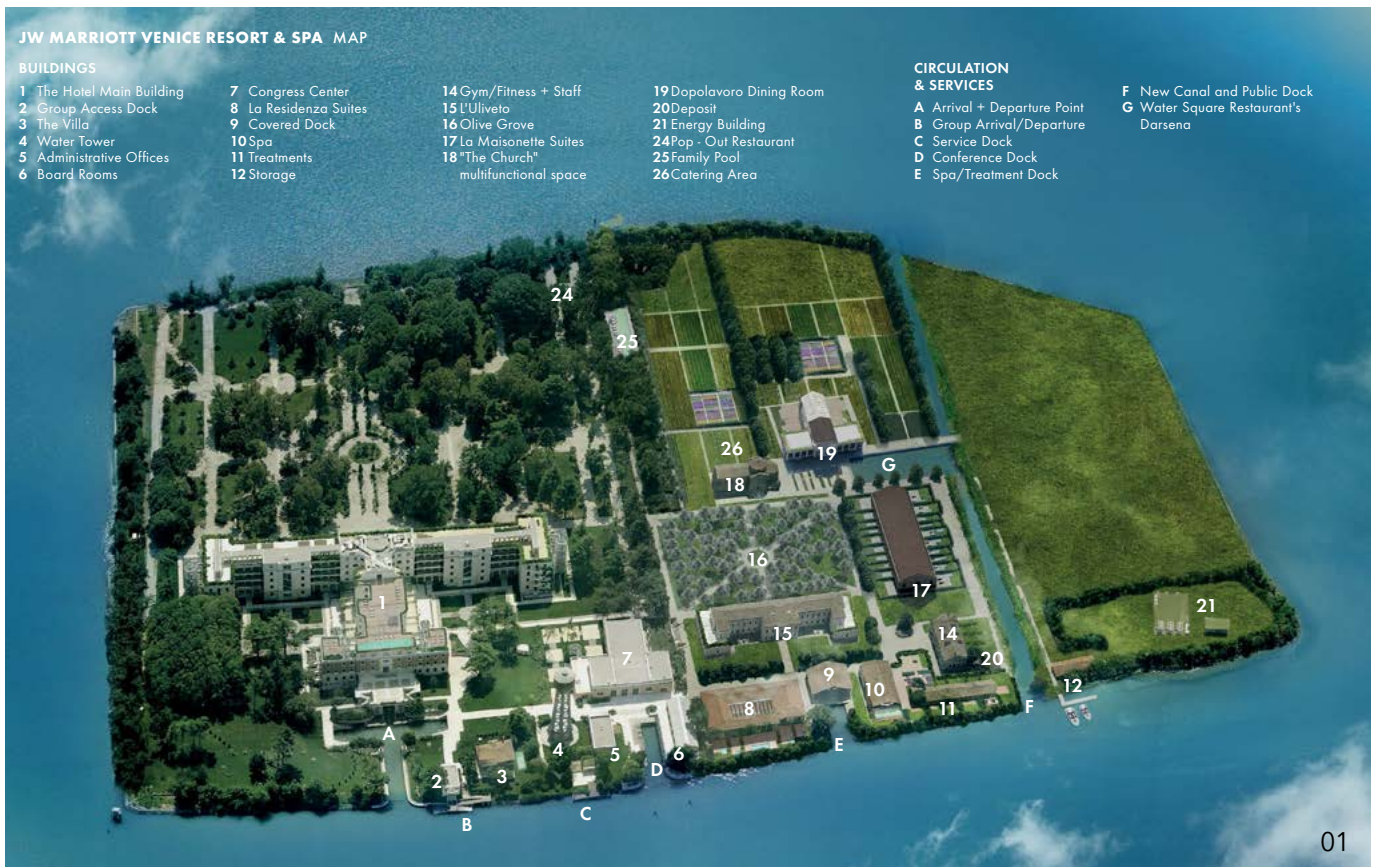 JW MARRIOTT VENICE RESORT & SPA MAP
BUILDINGS
1 The Hotel Main Building
2 Group Access Dock
3 The Villa
4 Water Tower
5 Administrative Offices
6 Board Rooms
7 Congress Center
8 La Residenza Suites
9 Covered Dock
10 Spa
11 Treatments
12 Storage
14 Gym/Fitness + Staff
15 L'Uliveto
16 Olive Grove
17 La Maisonette Suites
18 "The Church"
multifunctional space
19 Dopolavoro Dining Room
20 Deposit
21 Energy Building
24 Pop - Out Restaurant
25 Family Pool
26 Catering Area
CIRCULATION
& SERVICES
A Arrival + Departure Point
B Group Arrival/Departure
C Service Dock
D Conference Dock
E Spa/Treatment Dock
F New Canal and Public Dock
G Water Square Restaurant's
Darsena
24
25
26
19
G
18
16
17
1
21
15
14
7
20
9
10
12
8
11
F
A
E
4
5
6
3
D
2
C
B
01